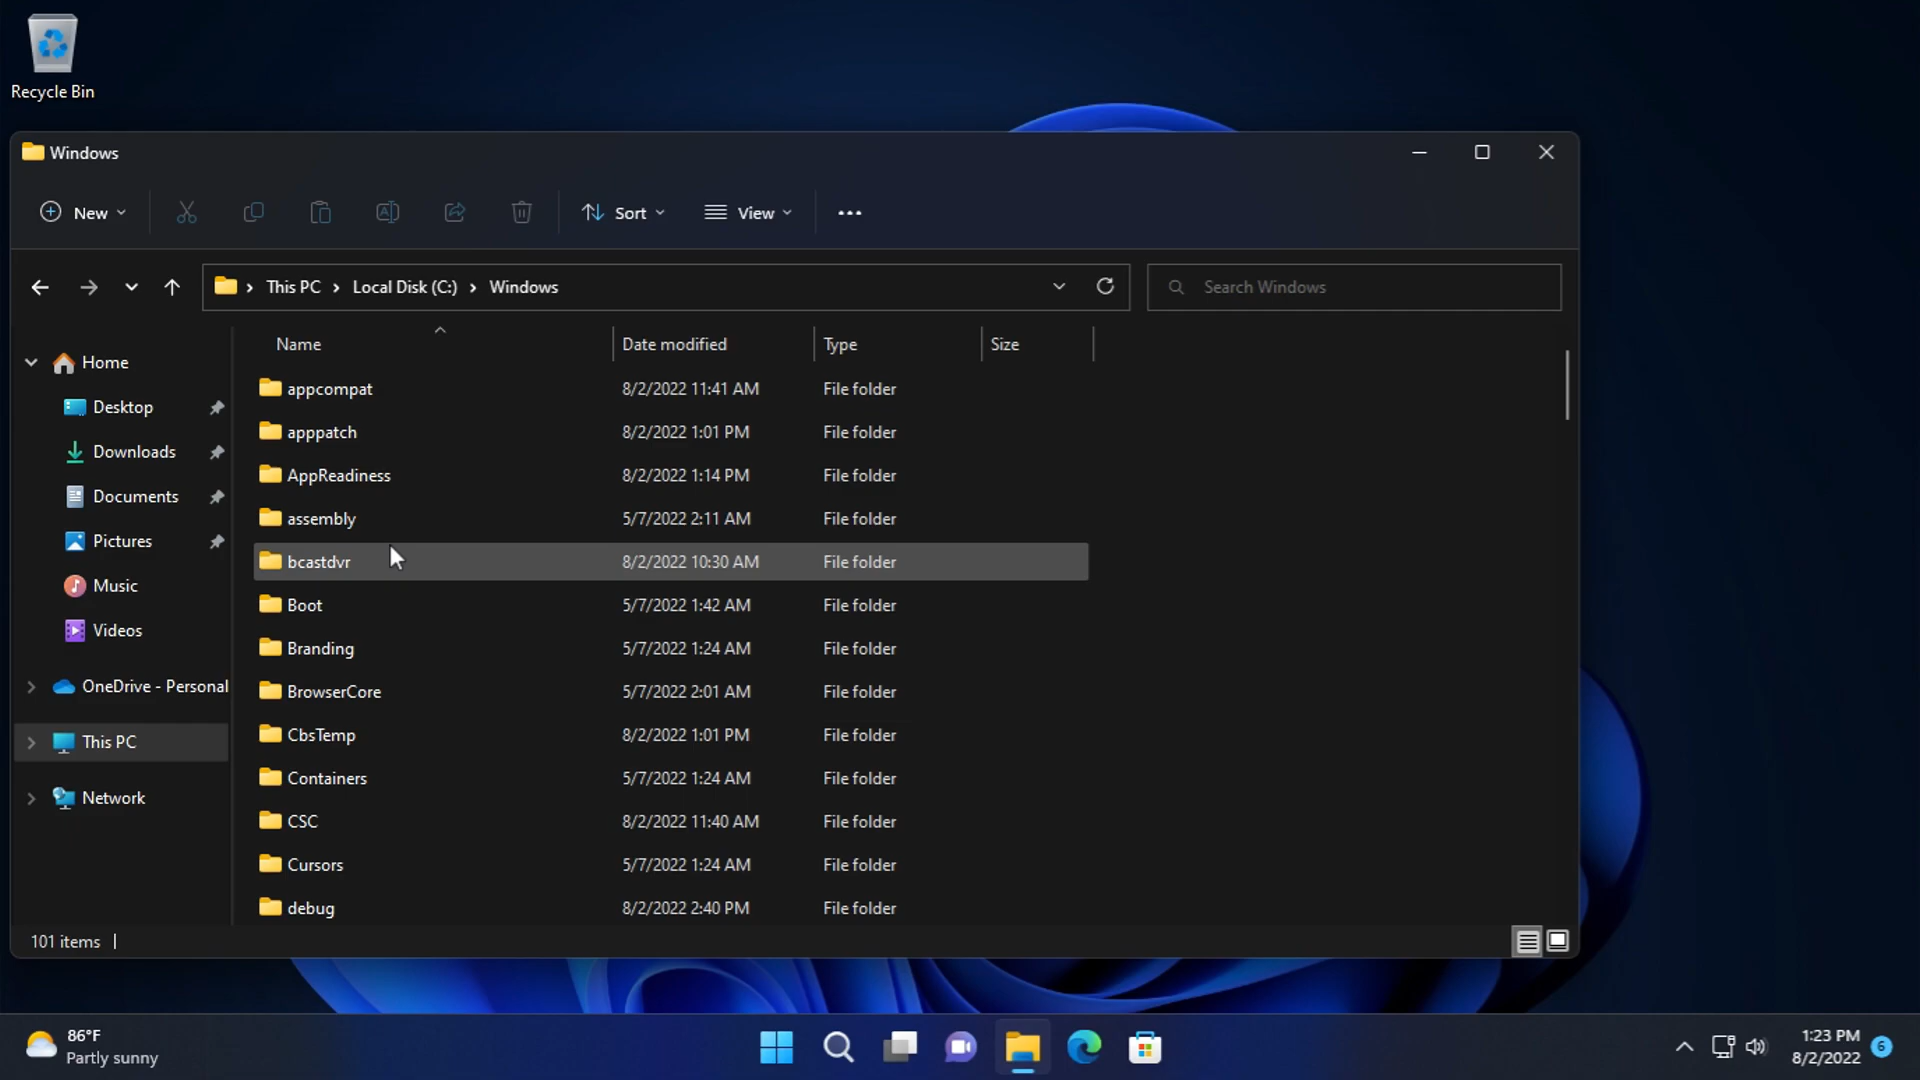 Recycle Bin
Windows
New
Sort
View
This PC
Local Disk (C:)
Windows
Search Windows
Name
Date modified
Type
Size
Home
Desktop
Downloads
Documents
Pictures
Music
Videos
OneDrive - Personal
This PC
Network
appcompat 8/2/2022 11:41 AM File folder
apppatch 8/2/2022 1:01 PM File folder
AppReadiness 8/2/2022 1:14 PM File folder
assembly 5/7/2022 2:11 AM File folder
bcastdvr 8/2/2022 10:30 AM File folder
Boot 5/7/2022 1:42 AM File folder
Branding 5/7/2022 1:24 AM File folder
BrowserCore 5/7/2022 2:01 AM File folder
CbsTemp 8/2/2022 1:01 PM File folder
Containers 5/7/2022 1:24 AM File folder
CSC 8/2/2022 11:40 AM File folder
Cursors 5/7/2022 1:24 AM File folder
debug 8/2/2022 2:40 PM File folder
101 items
86°F
Partly sunny
1:23 PM
8/2/2022
6